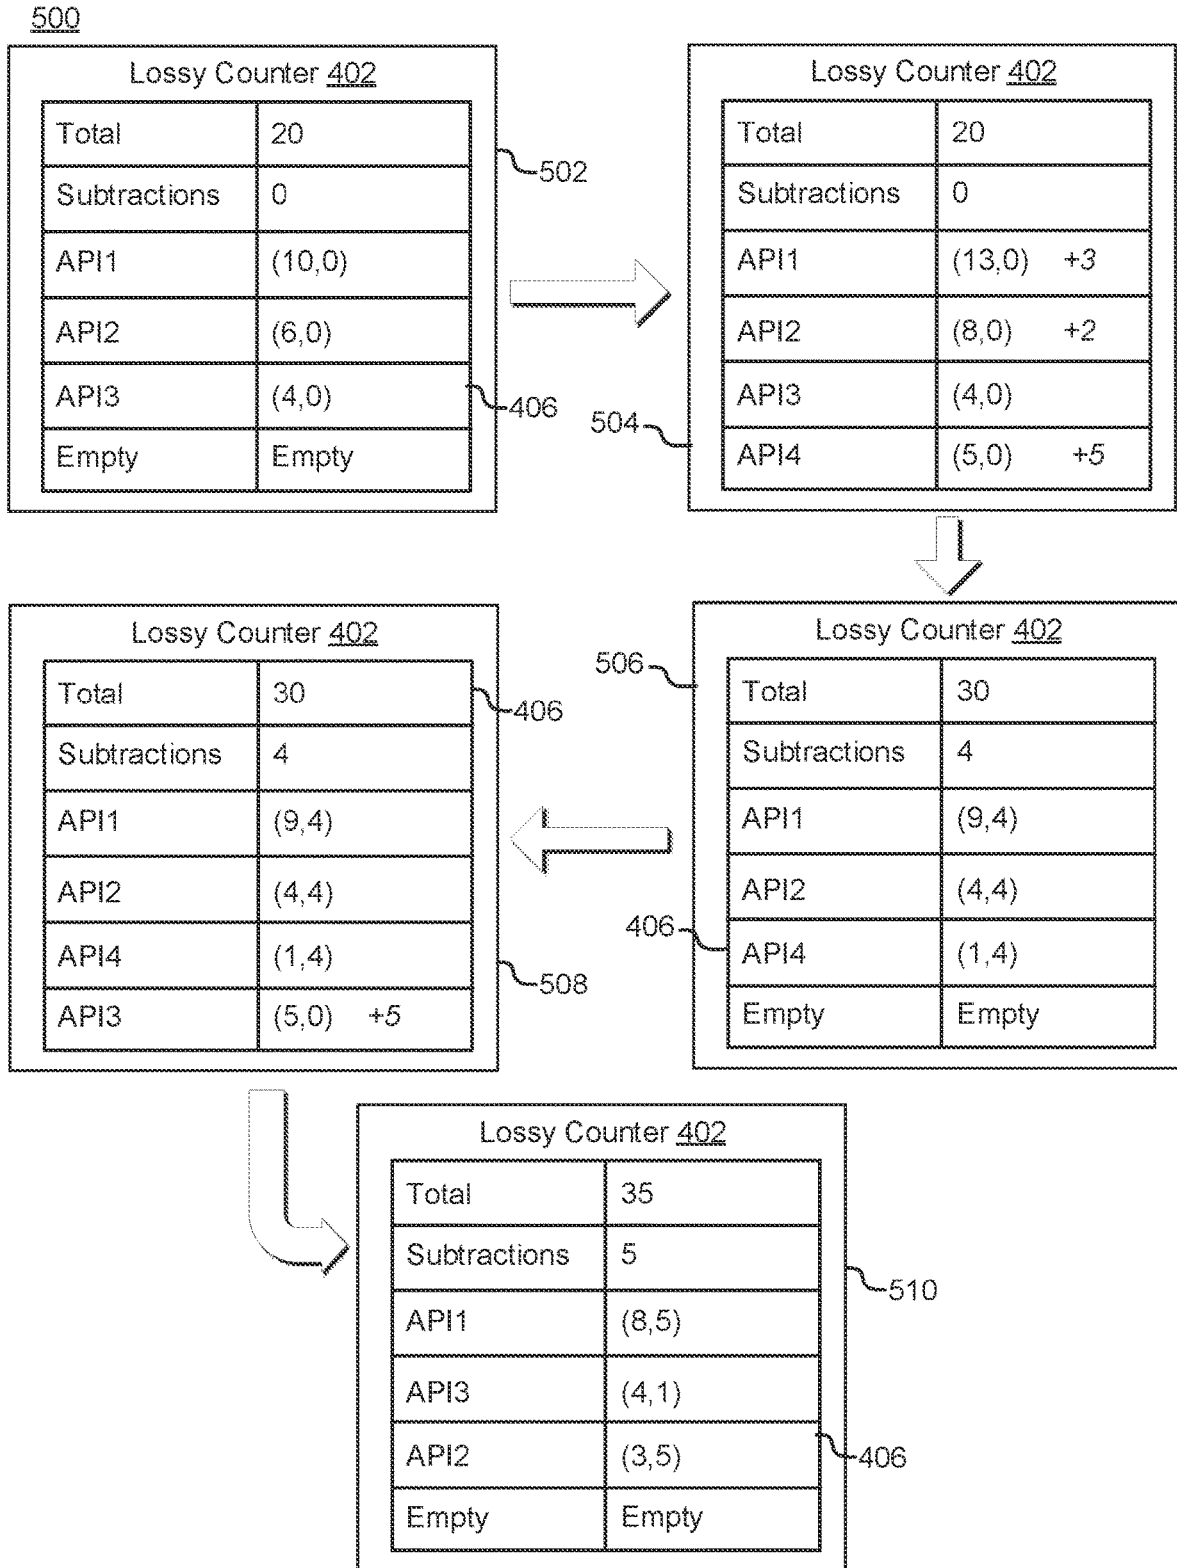 500
Lossy Counter 402
Total 20
Subtractions 0
API1 (10,0)
API2 (6,0)
API3 (4,0)
Empty Empty
502
406
Lossy Counter 402
Total 20
Subtractions 0
API1 (13,0) +3
API2 (8,0) +2
API3 (4,0)
API4 (5,0) +5
504
Lossy Counter 402
Total 30
Subtractions 4
API1 (9,4)
API2 (4,4)
API4 (1,4)
Empty Empty
506
406
Lossy Counter 402
Total 30
Subtractions 4
API1 (9,4)
API2 (4,4)
API4 (1,4)
API3 (5,0) +5
406
508
Lossy Counter 402
Total 35
Subtractions 5
API1 (8,5)
API3 (4,1)
API2 (3,5)
Empty Empty
510
406